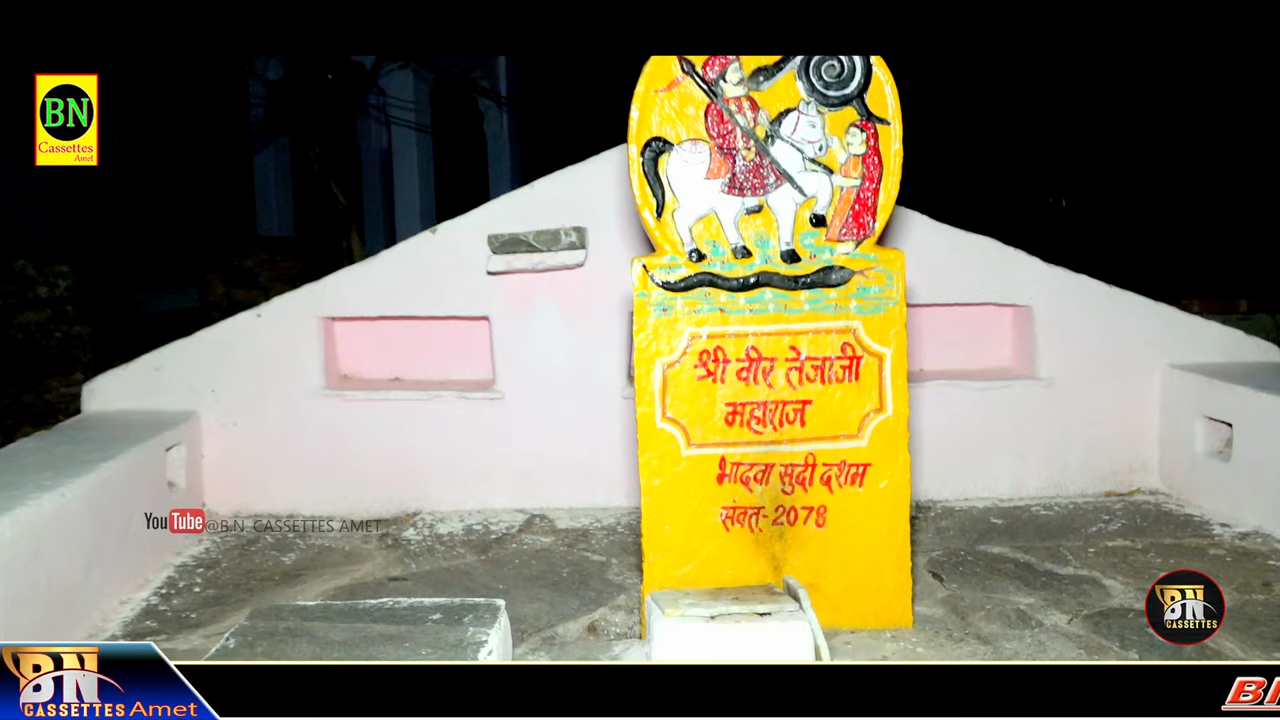 BN
Cassettes
Amet
श्री वीर तेजाजी
महाराज
भादवा सुदी दशम
संवत्-2078
YouTube @B.N. CASSETTES AMET
BN
CASSETTES
BN
CASSETTES Amet